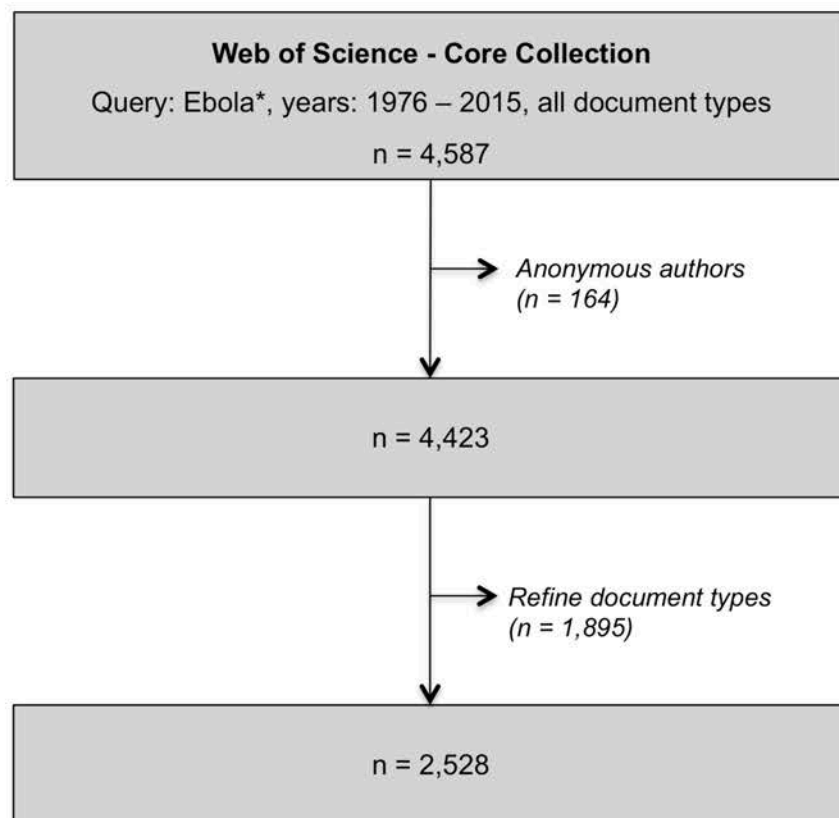 Web of Science - Core Collection
Query: Ebola*, years: 1976 – 2015, all document types
n = 4,587
Anonymous authors
(n = 164)
n = 4,423
Refine document types
(n = 1,895)
n = 2,528